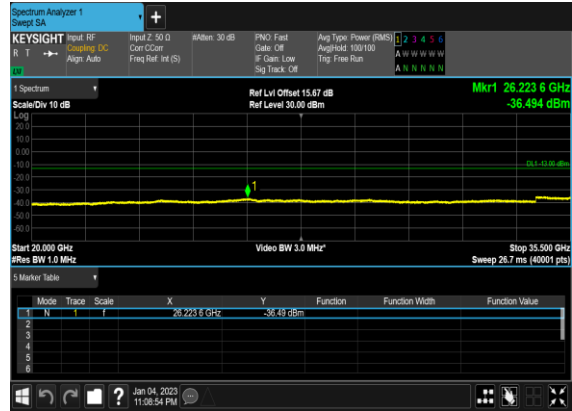 Spectrum Analyzer 1
Swept SA
+
KEYSIGHT Input: RF Input Z: 50 Ω #Atten: 30 dB PNO: Fast Avg Type: Power (RMS) 1 2 3 4 5 6
R T Coupling: DC Corr CCorr Gate: Off Avg|Hold: 100/100 A W W W W W
Align: Auto Freq Ref: Int (S) IF Gain: Low Trig: Free Run
Sig Track: Off A N N N N N
1 Spectrum Ref Lvl Offset 15.67 dB Mkr1 26.223 6 GHz
Scale/Div 10 dB Ref Level 30.00 dBm -36.494 dBm
Log
20.0
10.0
0.00
-10.0 DL1 -13.00 dBm
-20.0
-30.0 1
-40.0
-50.0
-60.0
Start 20.000 GHz Video BW 3.0 MHz* Stop 35.500 GHz
#Res BW 1.0 MHz Sweep 26.7 ms (40001 pts)
5 Marker Table
Mode Trace Scale X Y Function Function Width Function Value
1 N 1 f 26.223 6 GHz -36.49 dBm
2
3
4
5
6
? Jan 04, 2023
11:08:54 PM